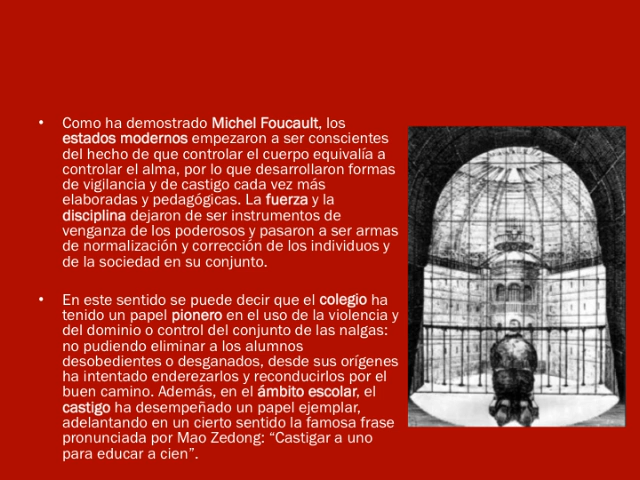 • Como ha demostrado Michel Foucault, los
estados modernos empezaron a ser conscientes
del hecho de que controlar el cuerpo equivalía a
controlar el alma, por lo que desarrollaron formas
de vigilancia y de castigo cada vez más
elaboradas y pedagógicas. La fuerza y la
disciplina dejaron de ser instrumentos de
venganza de los poderosos y pasaron a ser armas
de normalización y corrección de los individuos y
de la sociedad en su conjunto.
• En este sentido se puede decir que el colegio ha
tenido un papel pionero en el uso de la violencia y
del dominio o control del conjunto de las nalgas:
no pudiendo eliminar a los alumnos
desobedientes o desganados, desde sus orígenes
ha intentado enderezarlos y reconducirlos por el
buen camino. Además, en el ámbito escolar, el
castigo ha desempeñado un papel ejemplar,
adelantando en un cierto sentido la famosa frase
pronunciada por Mao Zedong: “Castigar a uno
para educar a cien”.